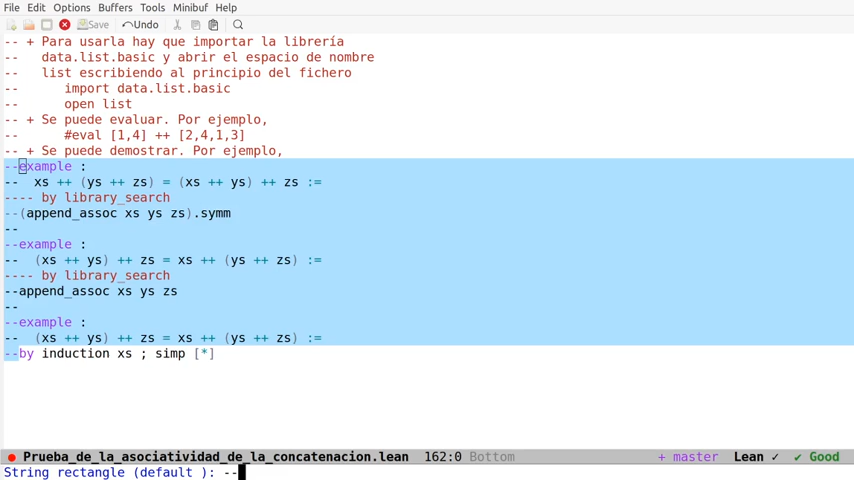 File Edit Options Buffers Tools Minibuf Help
Save Undo
-- + Para usarla hay que importar la librería
--   data.list.basic y abrir el espacio de nombre
--   list escribiendo al principio del fichero
--      import data.list.basic
--      open list
-- + Se puede evaluar. Por ejemplo,
--      #eval [1,4] ++ [2,4,1,3]
-- + Se puede demostrar. Por ejemplo,
--example :
--  xs ++ (ys ++ zs) = (xs ++ ys) ++ zs :=
---- by library_search
--(append_assoc xs ys zs).symm
--
--example :
--  (xs ++ ys) ++ zs = xs ++ (ys ++ zs) :=
---- by library_search
--append_assoc xs ys zs
--
--example :
--  (xs ++ ys) ++ zs = xs ++ (ys ++ zs) :=
--by induction xs ; simp [*]
Prueba_de_la_asociatividad_de_la_concatenacion.lean 162:0 Bottom + master Lean ✓ ✔ Good
String rectangle (default ): --